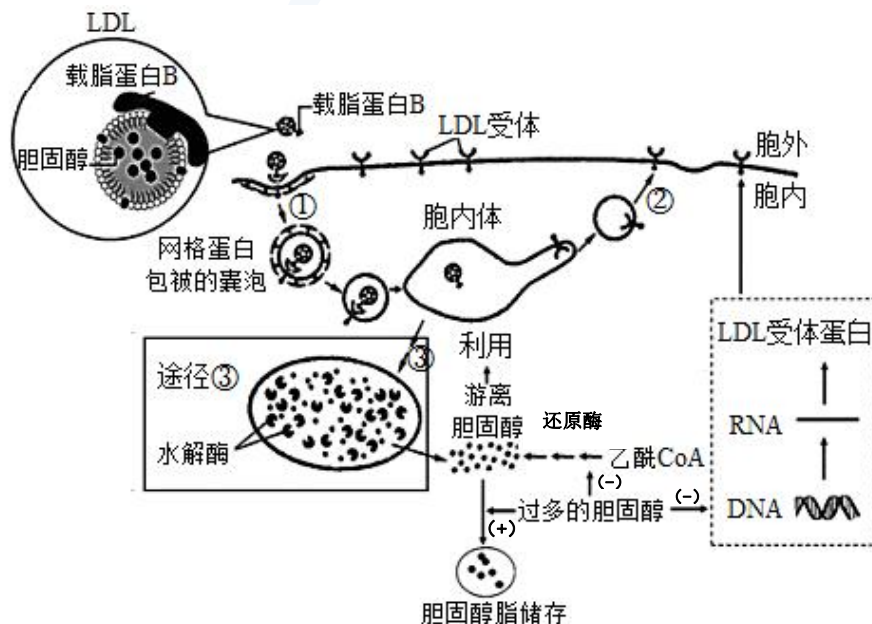 LDL
载脂蛋白B
胆固醇
载脂蛋白B
LDL受体
胞外
胞内
①
②
网格蛋白
包被的囊泡
胞内体
③
途径③
水解酶
利用
游离
胆固醇
还原酶
乙酰CoA
(-)
过多的胆固醇
(-)
(+)
胆固醇脂储存
LDL受体蛋白
RNA
DNA